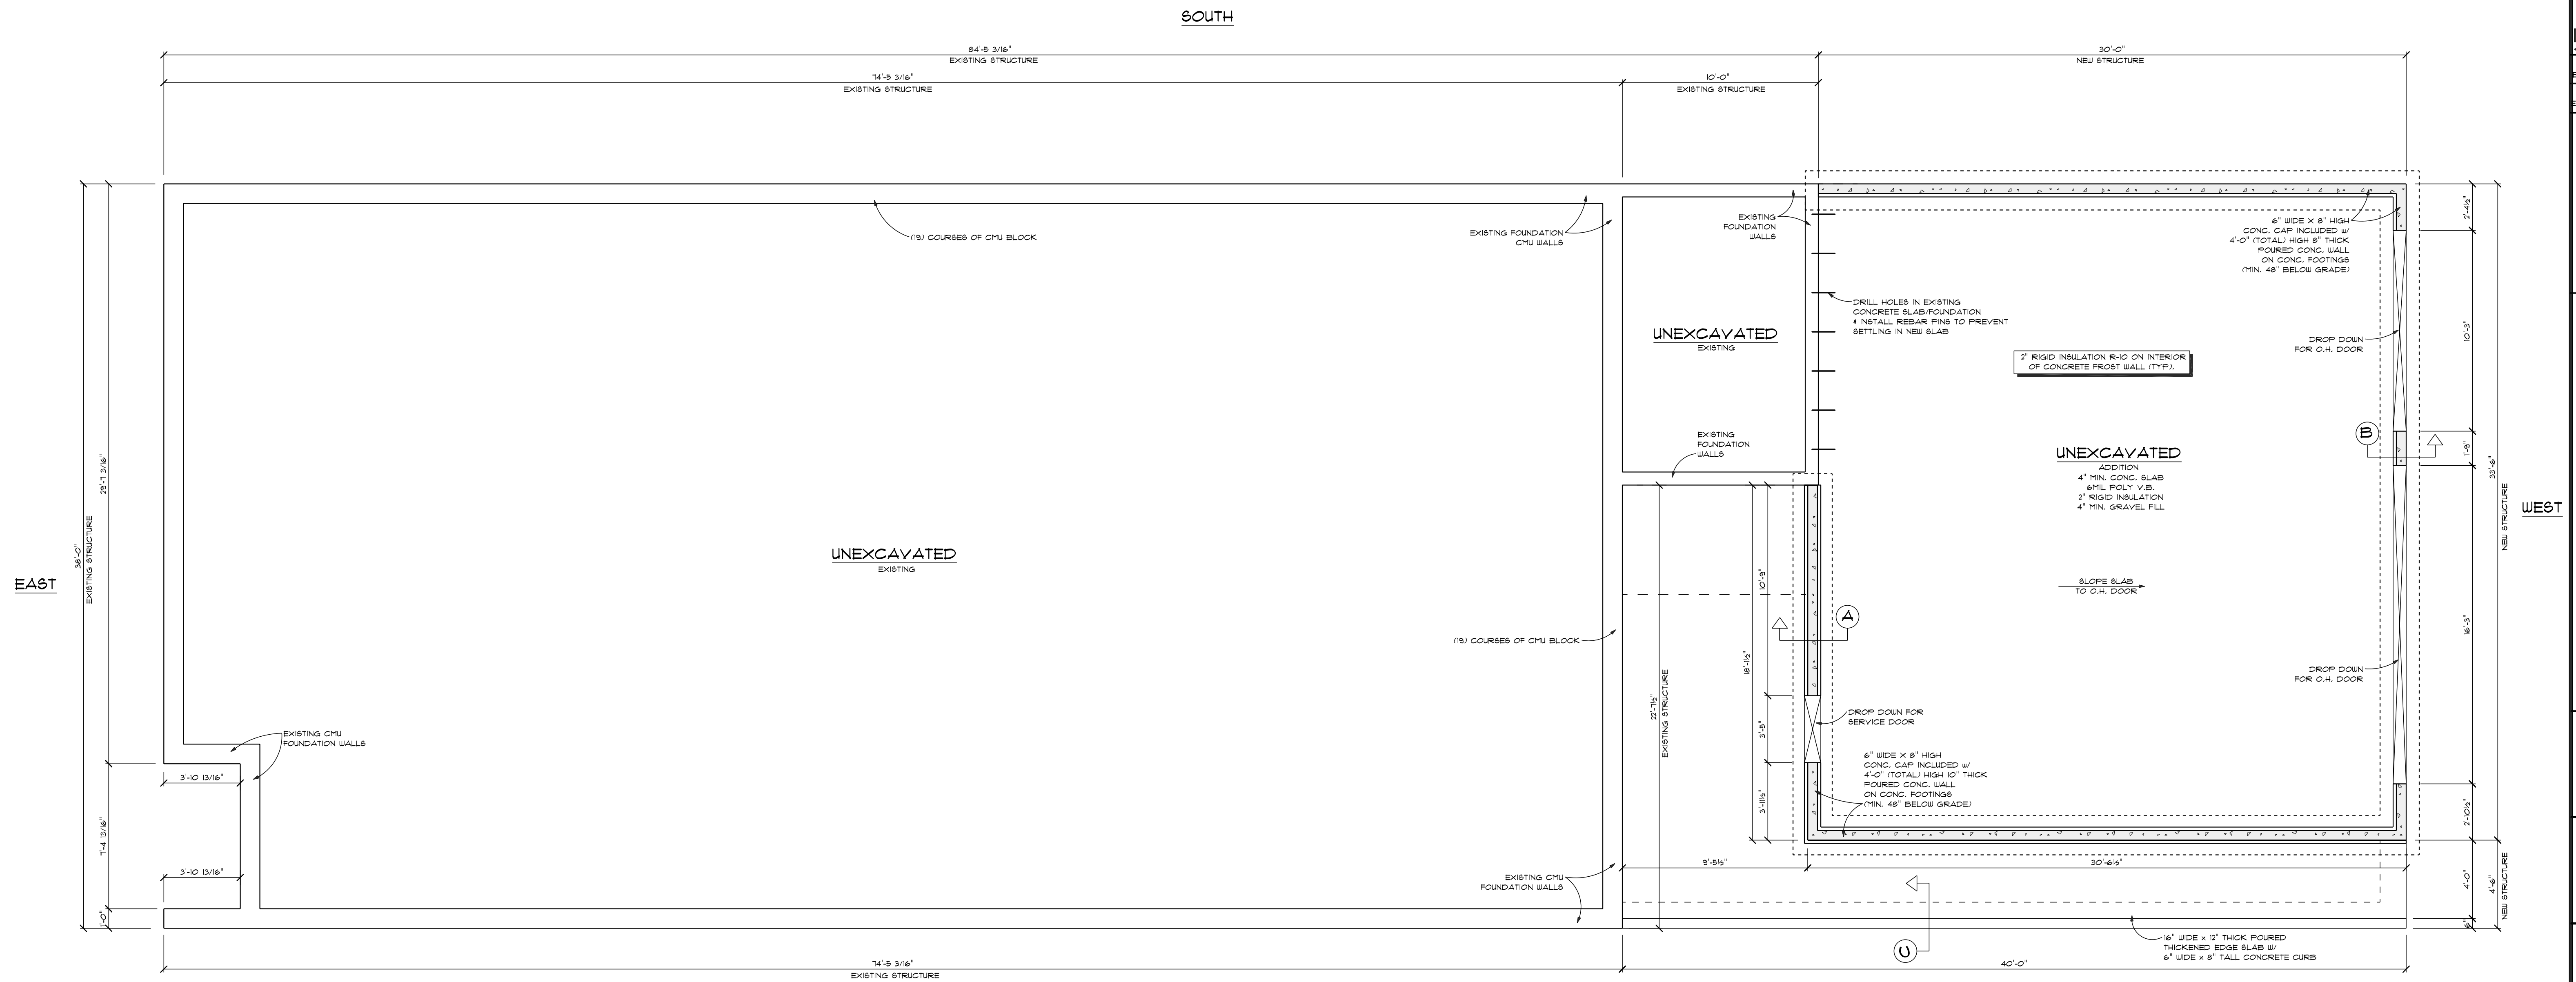 SOUTH
84'-5 3/16"
EXISTING STRUCTURE
30'-0"
NEW STRUCTURE
74'-5 3/16"
EXISTING STRUCTURE
10'-0"
EXISTING STRUCTURE
(19) COURSES OF CMU BLOCK
EXISTING FOUNDATION
CMU WALLS
EXISTING
FOUNDATION
WALLS
6" WIDE X 8" HIGH
CONC. CAP INCLUDED w/
4'-0" (TOTAL) HIGH 8" THICK
POURED CONC. WALL
ON CONC. FOOTINGS
(MIN. 48" BELOW GRADE)
2'-4½"
DRILL HOLES IN EXISTING
CONCRETE SLAB/FOUNDATION
& INSTALL REBAR PINS TO PREVENT
SETTLING IN NEW SLAB
UNEXCAVATED
EXISTING
2" RIGID INSULATION R-10 ON INTERIOR
OF CONCRETE FROST WALL (TYP).
DROP DOWN
FOR O.H. DOOR
10'-3"
EXISTING
FOUNDATION
WALLS
B
1'-9"
UNEXCAVATED
ADDITION
4" MIN. CONC. SLAB
6MIL POLY V.B.
2" RIGID INSULATION
4" MIN. GRAVEL FILL
33'-6"
NEW STRUCTURE
WEST
29'-7 3/16"
38'-0"
EXISTING STRUCTURE
EAST
UNEXCAVATED
EXISTING
10'-9"
SLOPE SLAB
TO O.H. DOOR
A
(19) COURSES OF CMU BLOCK
16'-3"
18'-1½"
22'-7½"
EXISTING STRUCTURE
DROP DOWN
FOR O.H. DOOR
DROP DOWN FOR
SERVICE DOOR
3'-5"
EXISTING CMU
FOUNDATION WALLS
6" WIDE X 8" HIGH
CONC. CAP INCLUDED w/
4'-0" (TOTAL) HIGH 10" THICK
POURED CONC. WALL
ON CONC. FOOTINGS
(MIN. 48" BELOW GRADE)
3'-11½"
2'-10½"
3'-10 13/16"
7'-4 13/16"
3'-10 13/16"
9'-5½"
30'-6½"
EXISTING CMU
FOUNDATION WALLS
4'-0"
4'-6"
NEW STRUCTURE
1'-0"
6"
U
16" WIDE x 12" THICK POURED
THICKENED EDGE SLAB W/
6" WIDE x 8" TALL CONCRETE CURB
74'-5 3/16"
EXISTING STRUCTURE
40'-0"